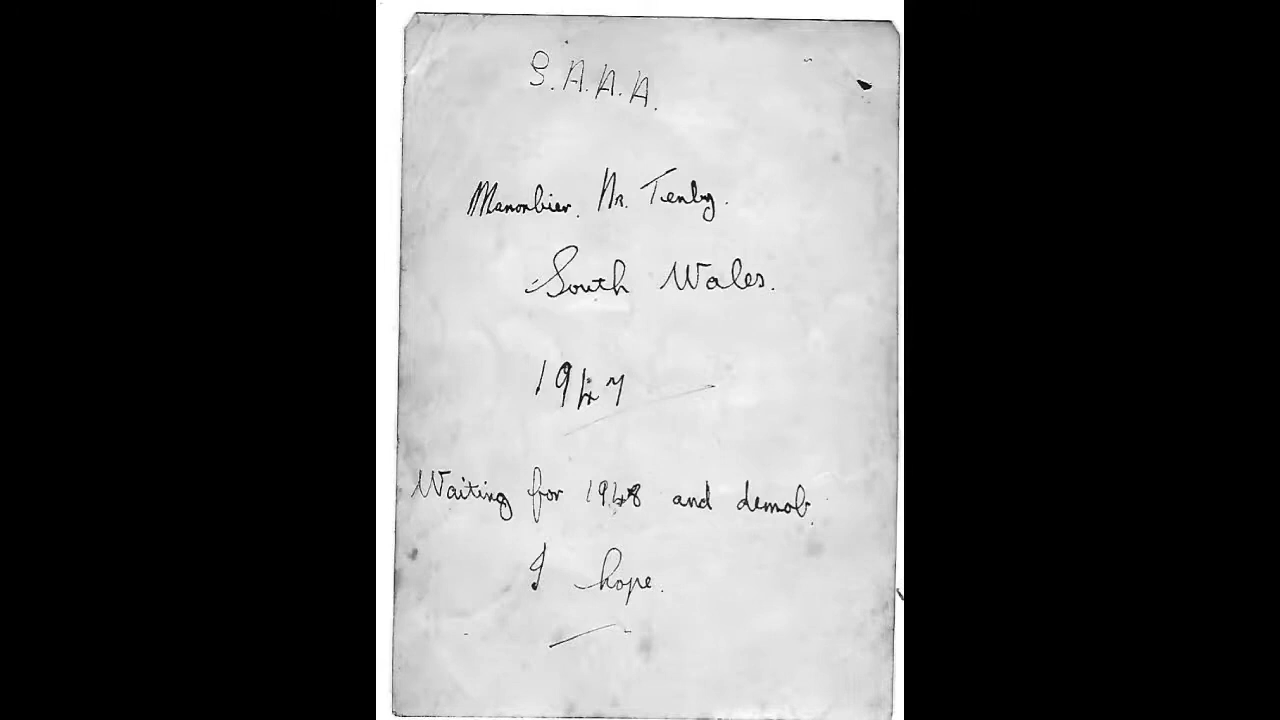 S.A.A.A.
Manorbier. Nr. Tenby.
South Wales.
1947
Waiting for 1948 and demob.
I hope.